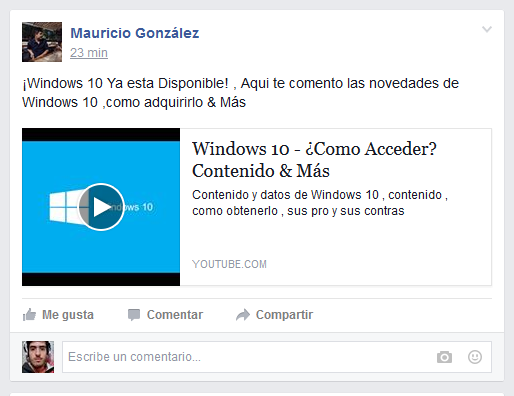 Mauricio González
23 min
¡Windows 10 Ya esta Disponible! , Aqui te comento las novedades de
Windows 10 ,como adquirirlo & Más
Windows 10 - ¿Como Acceder?
Contenido & Más
Contenido y datos de Windows 10 , contenido ,
como obtenerlo , sus pro y sus contras
ndows 10
YOUTUBE.COM
Me gusta Comentar Compartir
Escribe un comentario...